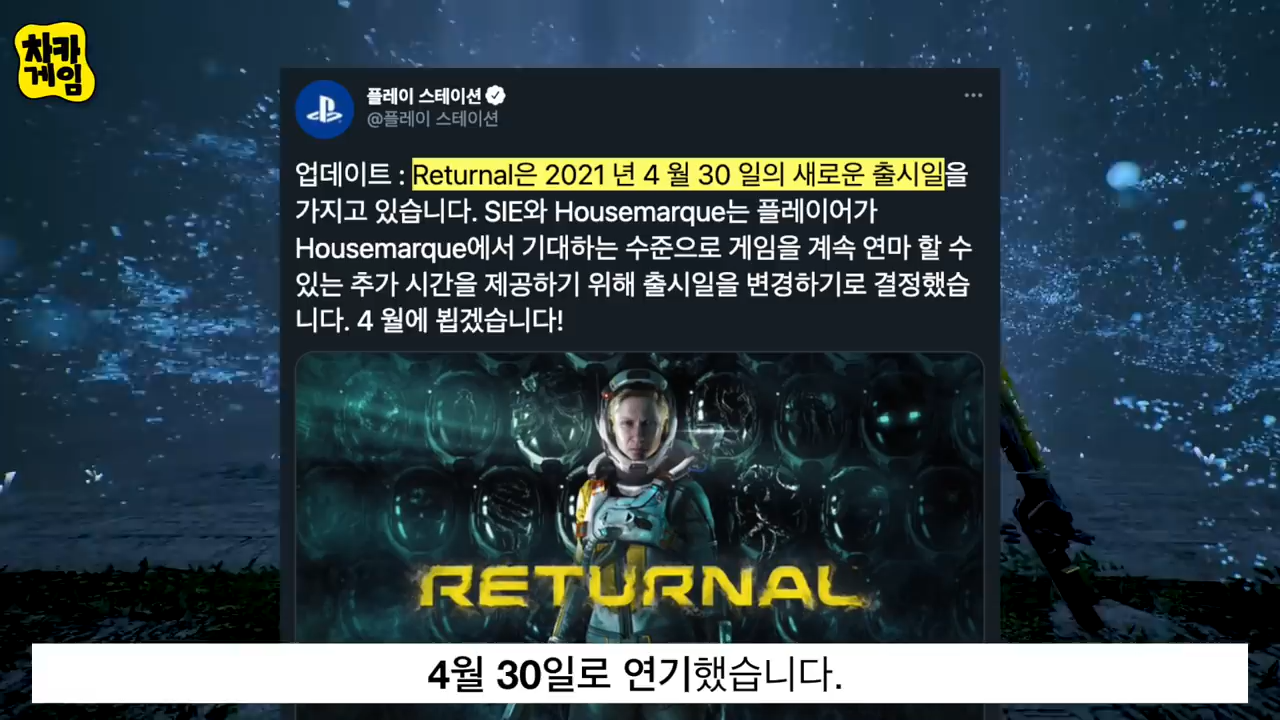 차카
게임
플레이 스테이션
@플레이 스테이션
업데이트 : Returnal은 2021 년 4 월 30 일의 새로운 출시일을
가지고 있습니다. SIE와 Housemarque는 플레이어가
Housemarque에서 기대하는 수준으로 게임을 계속 연마 할 수
있는 추가 시간을 제공하기 위해 출시일을 변경하기로 결정했습
니다. 4 월에 뵙겠습니다!
RETURNAL
4월 30일로 연기했습니다.